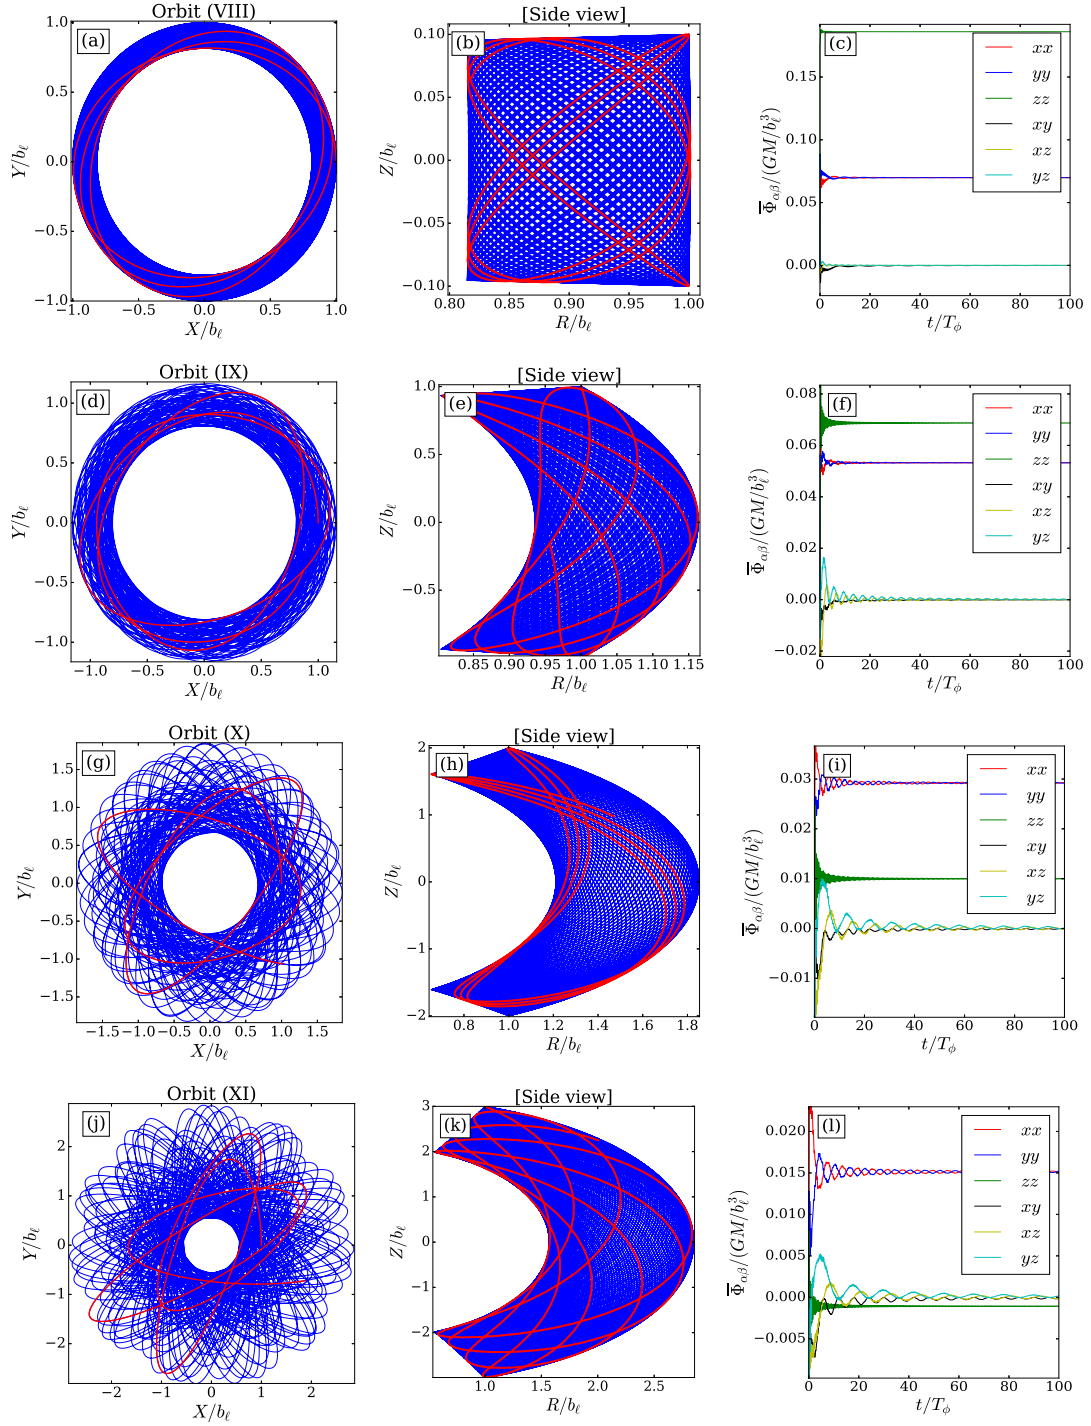 Orbit (VIII)
(a)
1.0
0.5
0.0
−0.5
−1.0
Y/b_ℓ
−1.0 −0.5 0.0 0.5 1.0
X/b_ℓ
[Side view]
(b)
0.10
0.05
0.00
−0.05
−0.10
Z/b_ℓ
0.80 0.85 0.90 0.95 1.00
R/b_ℓ
(c)
xx
yy
zz
xy
xz
yz
0.15
0.10
0.05
0.00
Φ̅_αβ/(GM/b_ℓ^3)
0 20 40 60 80 100
t/T_ϕ
Orbit (IX)
(d)
1.0
0.5
0.0
−0.5
−1.0
Y/b_ℓ
−1.0 −0.5 0.0 0.5 1.0
X/b_ℓ
[Side view]
(e)
1.0
0.5
0.0
−0.5
Z/b_ℓ
0.85 0.90 0.95 1.00 1.05 1.10 1.15
R/b_ℓ
(f)
xx
yy
zz
xy
xz
yz
0.08
0.06
0.04
0.02
0.00
−0.02
Φ̅_αβ/(GM/b_ℓ^3)
0 20 40 60 80 100
t/T_ϕ
Orbit (X)
(g)
1.5
1.0
0.5
0.0
−0.5
−1.0
−1.5
Y/b_ℓ
−1.5 −1.0 −0.5 0.0 0.5 1.0 1.5
X/b_ℓ
[Side view]
(h)
2
1
0
−1
−2
Z/b_ℓ
0.8 1.0 1.2 1.4 1.6 1.8
R/b_ℓ
(i)
xx
yy
zz
xy
xz
yz
0.03
0.02
0.01
0.00
−0.01
Φ̅_αβ/(GM/b_ℓ^3)
0 20 40 60 80 100
t/T_ϕ
Orbit (XI)
(j)
2
1
0
−1
−2
Y/b_ℓ
−2 −1 0 1 2
X/b_ℓ
[Side view]
(k)
3
2
1
0
−1
−2
Z/b_ℓ
1.0 1.5 2.0 2.5
R/b_ℓ
(l)
xx
yy
zz
xy
xz
yz
0.020
0.015
0.010
0.005
0.000
−0.005
Φ̅_αβ/(GM/b_ℓ^3)
0 20 40 60 80 100
t/T_ϕ